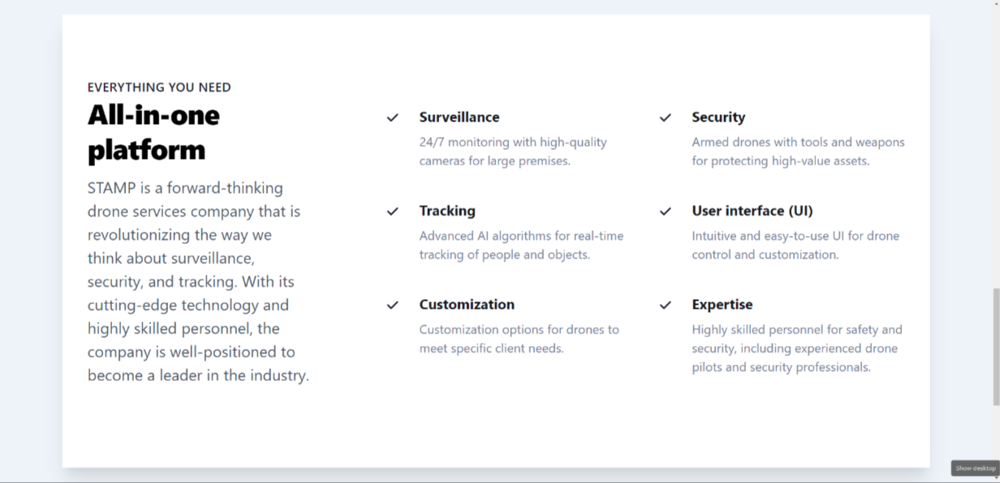 EVERYTHING YOU NEED
All-in-one
platform
STAMP is a forward-thinking
drone services company that is
revolutionizing the way we
think about surveillance,
security, and tracking. With its
cutting-edge technology and
highly skilled personnel, the
company is well-positioned to
become a leader in the industry.
Surveillance
24/7 monitoring with high-quality
cameras for large premises.
Security
Armed drones with tools and weapons
for protecting high-value assets.
Tracking
Advanced AI algorithms for real-time
tracking of people and objects.
User interface (UI)
Intuitive and easy-to-use UI for drone
control and customization.
Customization
Customization options for drones to
meet specific client needs.
Expertise
Highly skilled personnel for safety and
security, including experienced drone
pilots and security professionals.
Show desktop